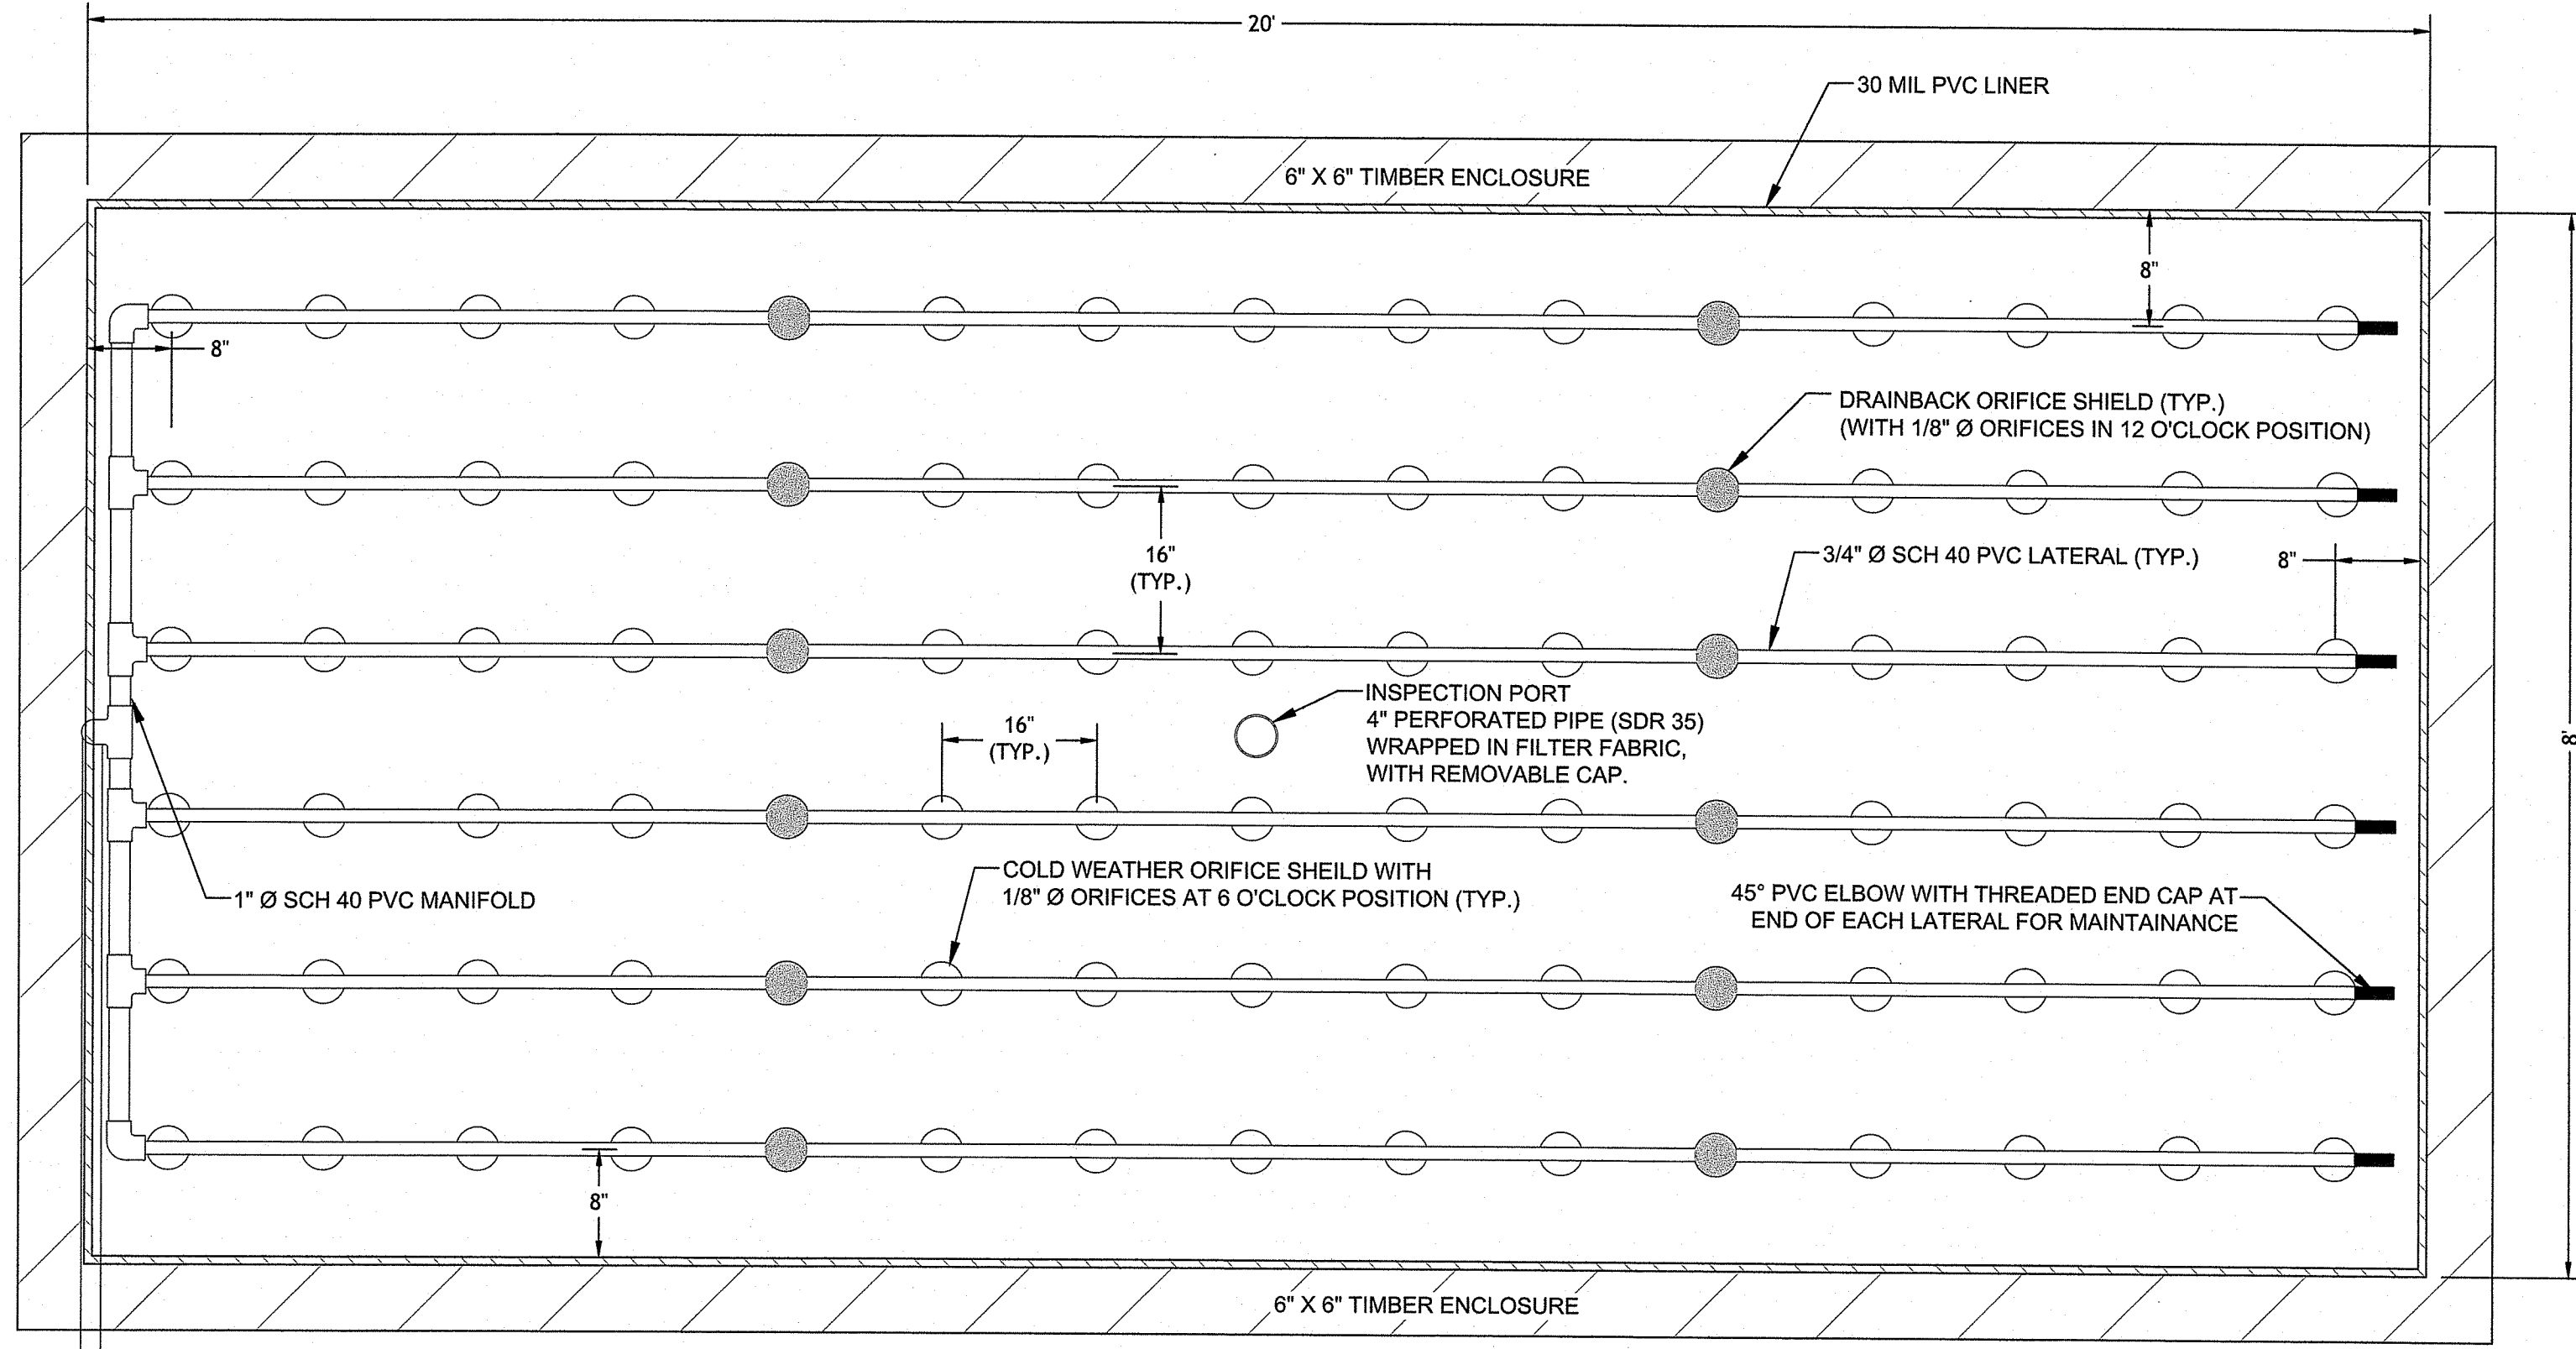 20'
30 MIL PVC LINER
6" X 6" TIMBER ENCLOSURE
8"
8"
DRAINBACK ORIFICE SHIELD (TYP.)
(WITH 1/8" Ø ORIFICES IN 12 O'CLOCK POSITION)
16"
(TYP.)
3/4" Ø SCH 40 PVC LATERAL (TYP.)
8"
INSPECTION PORT
4" PERFORATED PIPE (SDR 35)
WRAPPED IN FILTER FABRIC,
WITH REMOVABLE CAP.
16"
(TYP.)
8'
COLD WEATHER ORIFICE SHEILD WITH
1/8" Ø ORIFICES AT 6 O'CLOCK POSITION (TYP.)
1" Ø SCH 40 PVC MANIFOLD
45° PVC ELBOW WITH THREADED END CAP AT
END OF EACH LATERAL FOR MAINTAINANCE
8"
6" X 6" TIMBER ENCLOSURE